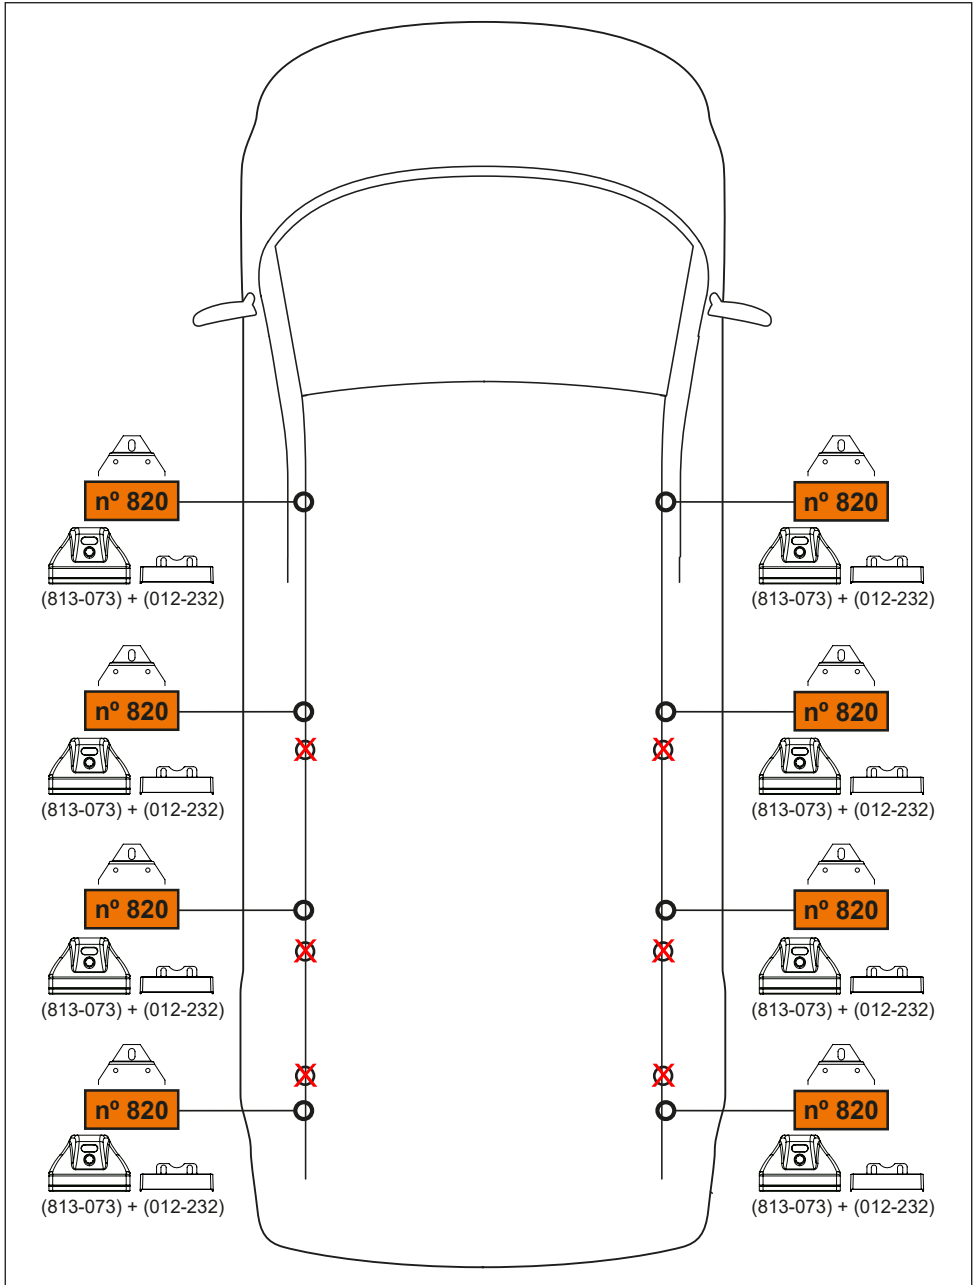 nº 820
nº 820
(813-073) + (012-232)
(813-073) + (012-232)
nº 820
nº 820
(813-073) + (012-232)
(813-073) + (012-232)
nº 820
nº 820
(813-073) + (012-232)
(813-073) + (012-232)
nº 820
nº 820
(813-073) + (012-232)
(813-073) + (012-232)